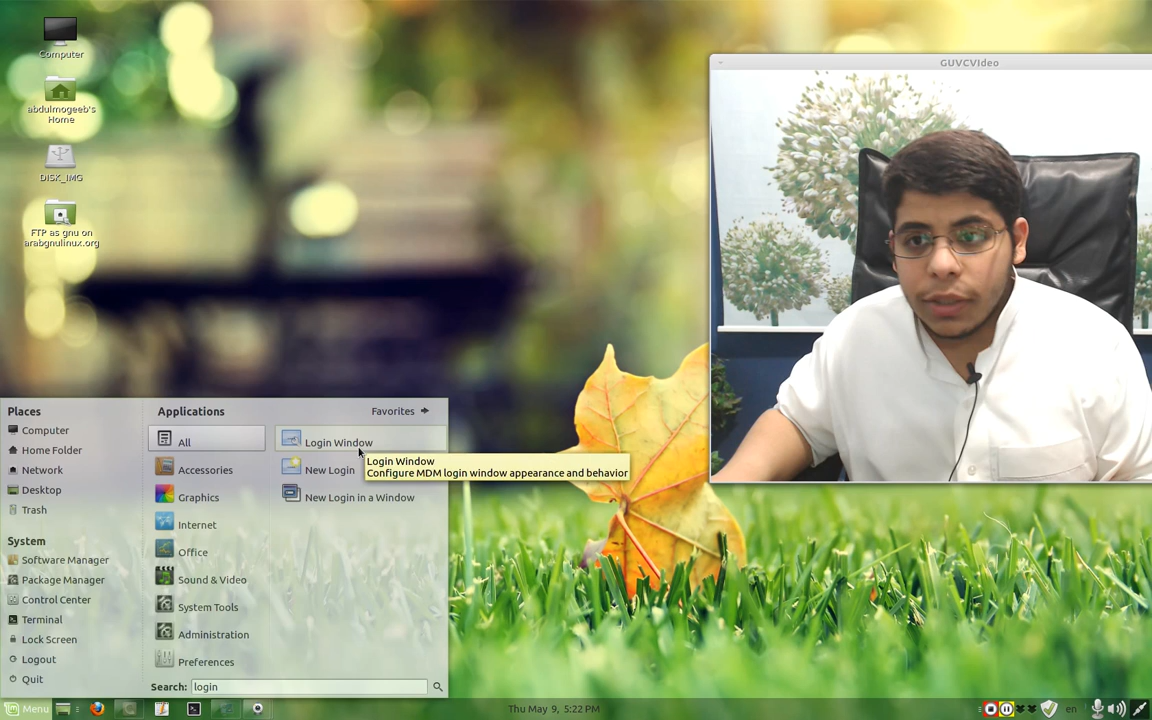 Computer
abdulmogeeb's
Home
DISK_IMG
FTP as gnu on
arabgnulinux.org
GUVCVideo
Places
Computer
Home Folder
Network
Desktop
Trash
System
Software Manager
Package Manager
Control Center
Terminal
Lock Screen
Logout
Quit
Applications
Favorites
All
Accessories
Graphics
Internet
Office
Sound & Video
System Tools
Administration
Preferences
Login Window
New Login
New Login in a Window
Login Window
Configure MDM login window appearance and behavior
Search: login
Menu
Thu May 9, 5:22 PM
en